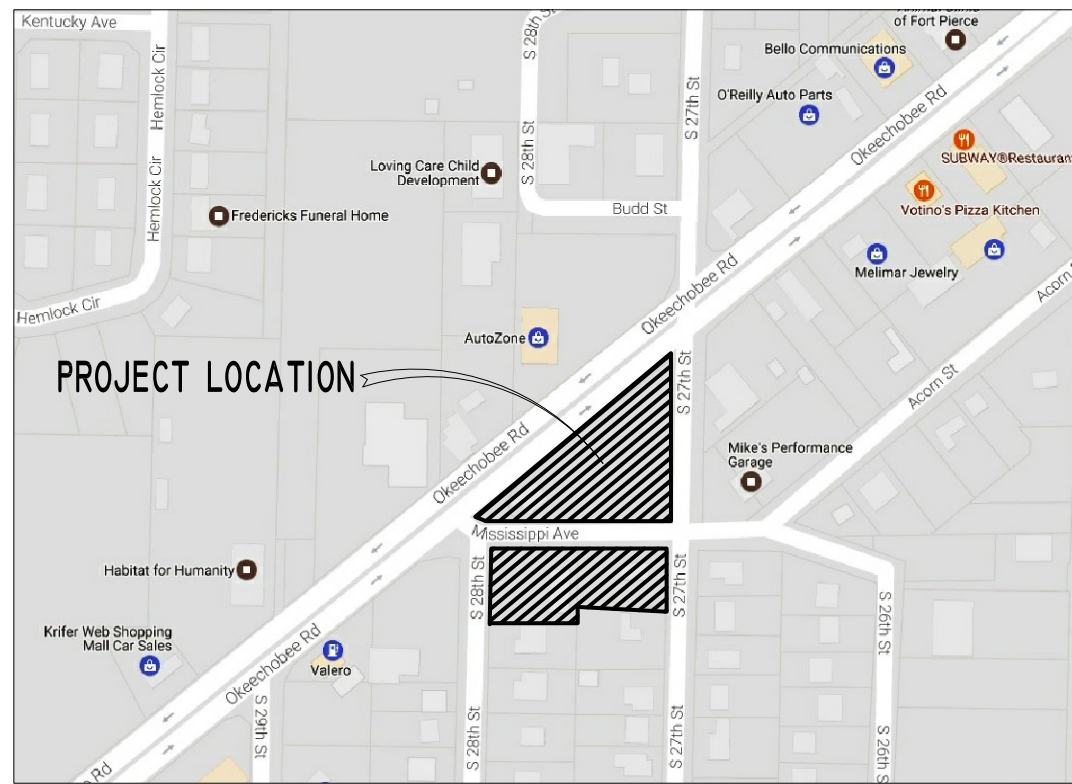 Kentucky Ave
Hemlock Cir
Hemlock Cir
Hemlock Cir
Hemlock Cir
S 28th St
S 28th St
S 27th St
of Fort Pierce
Bello Communications
O'Reilly Auto Parts
Okeechobee Rd
SUBWAY®Restaurant
Votino's Pizza Kitchen
Melimar Jewelry
Loving Care Child
Development
Fredericks Funeral Home
Budd St
Okeechobee Rd
Acorn
AutoZone
PROJECT LOCATION
S 27th St
Acorn St
Okeechobee Rd
Mike's Performance
Garage
Mississippi Ave
Habitat for Humanity
S 28th St
S 27th St
S 26th St
Krifer Web Shopping
Mall Car Sales
Okeechobee Rd
Valero
S 29th St
S 28th St
S 27th St
S 26th St
Rd